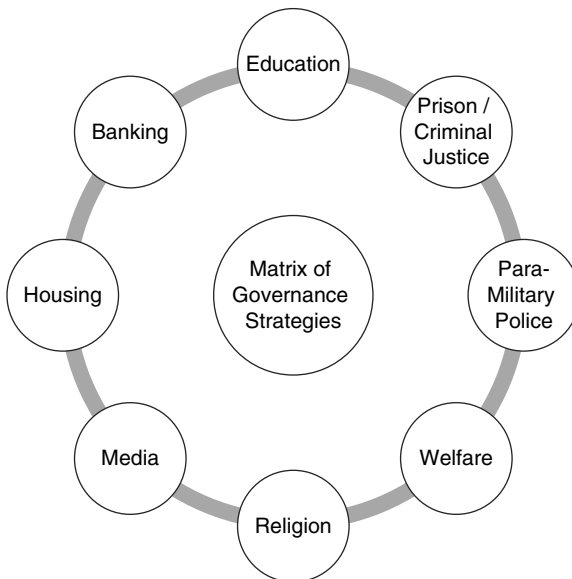 Education
Prison /
Criminal
Justice
Banking
Matrix of
Governance
Strategies
Housing
Para-
Military
Police
Media
Welfare
Religion